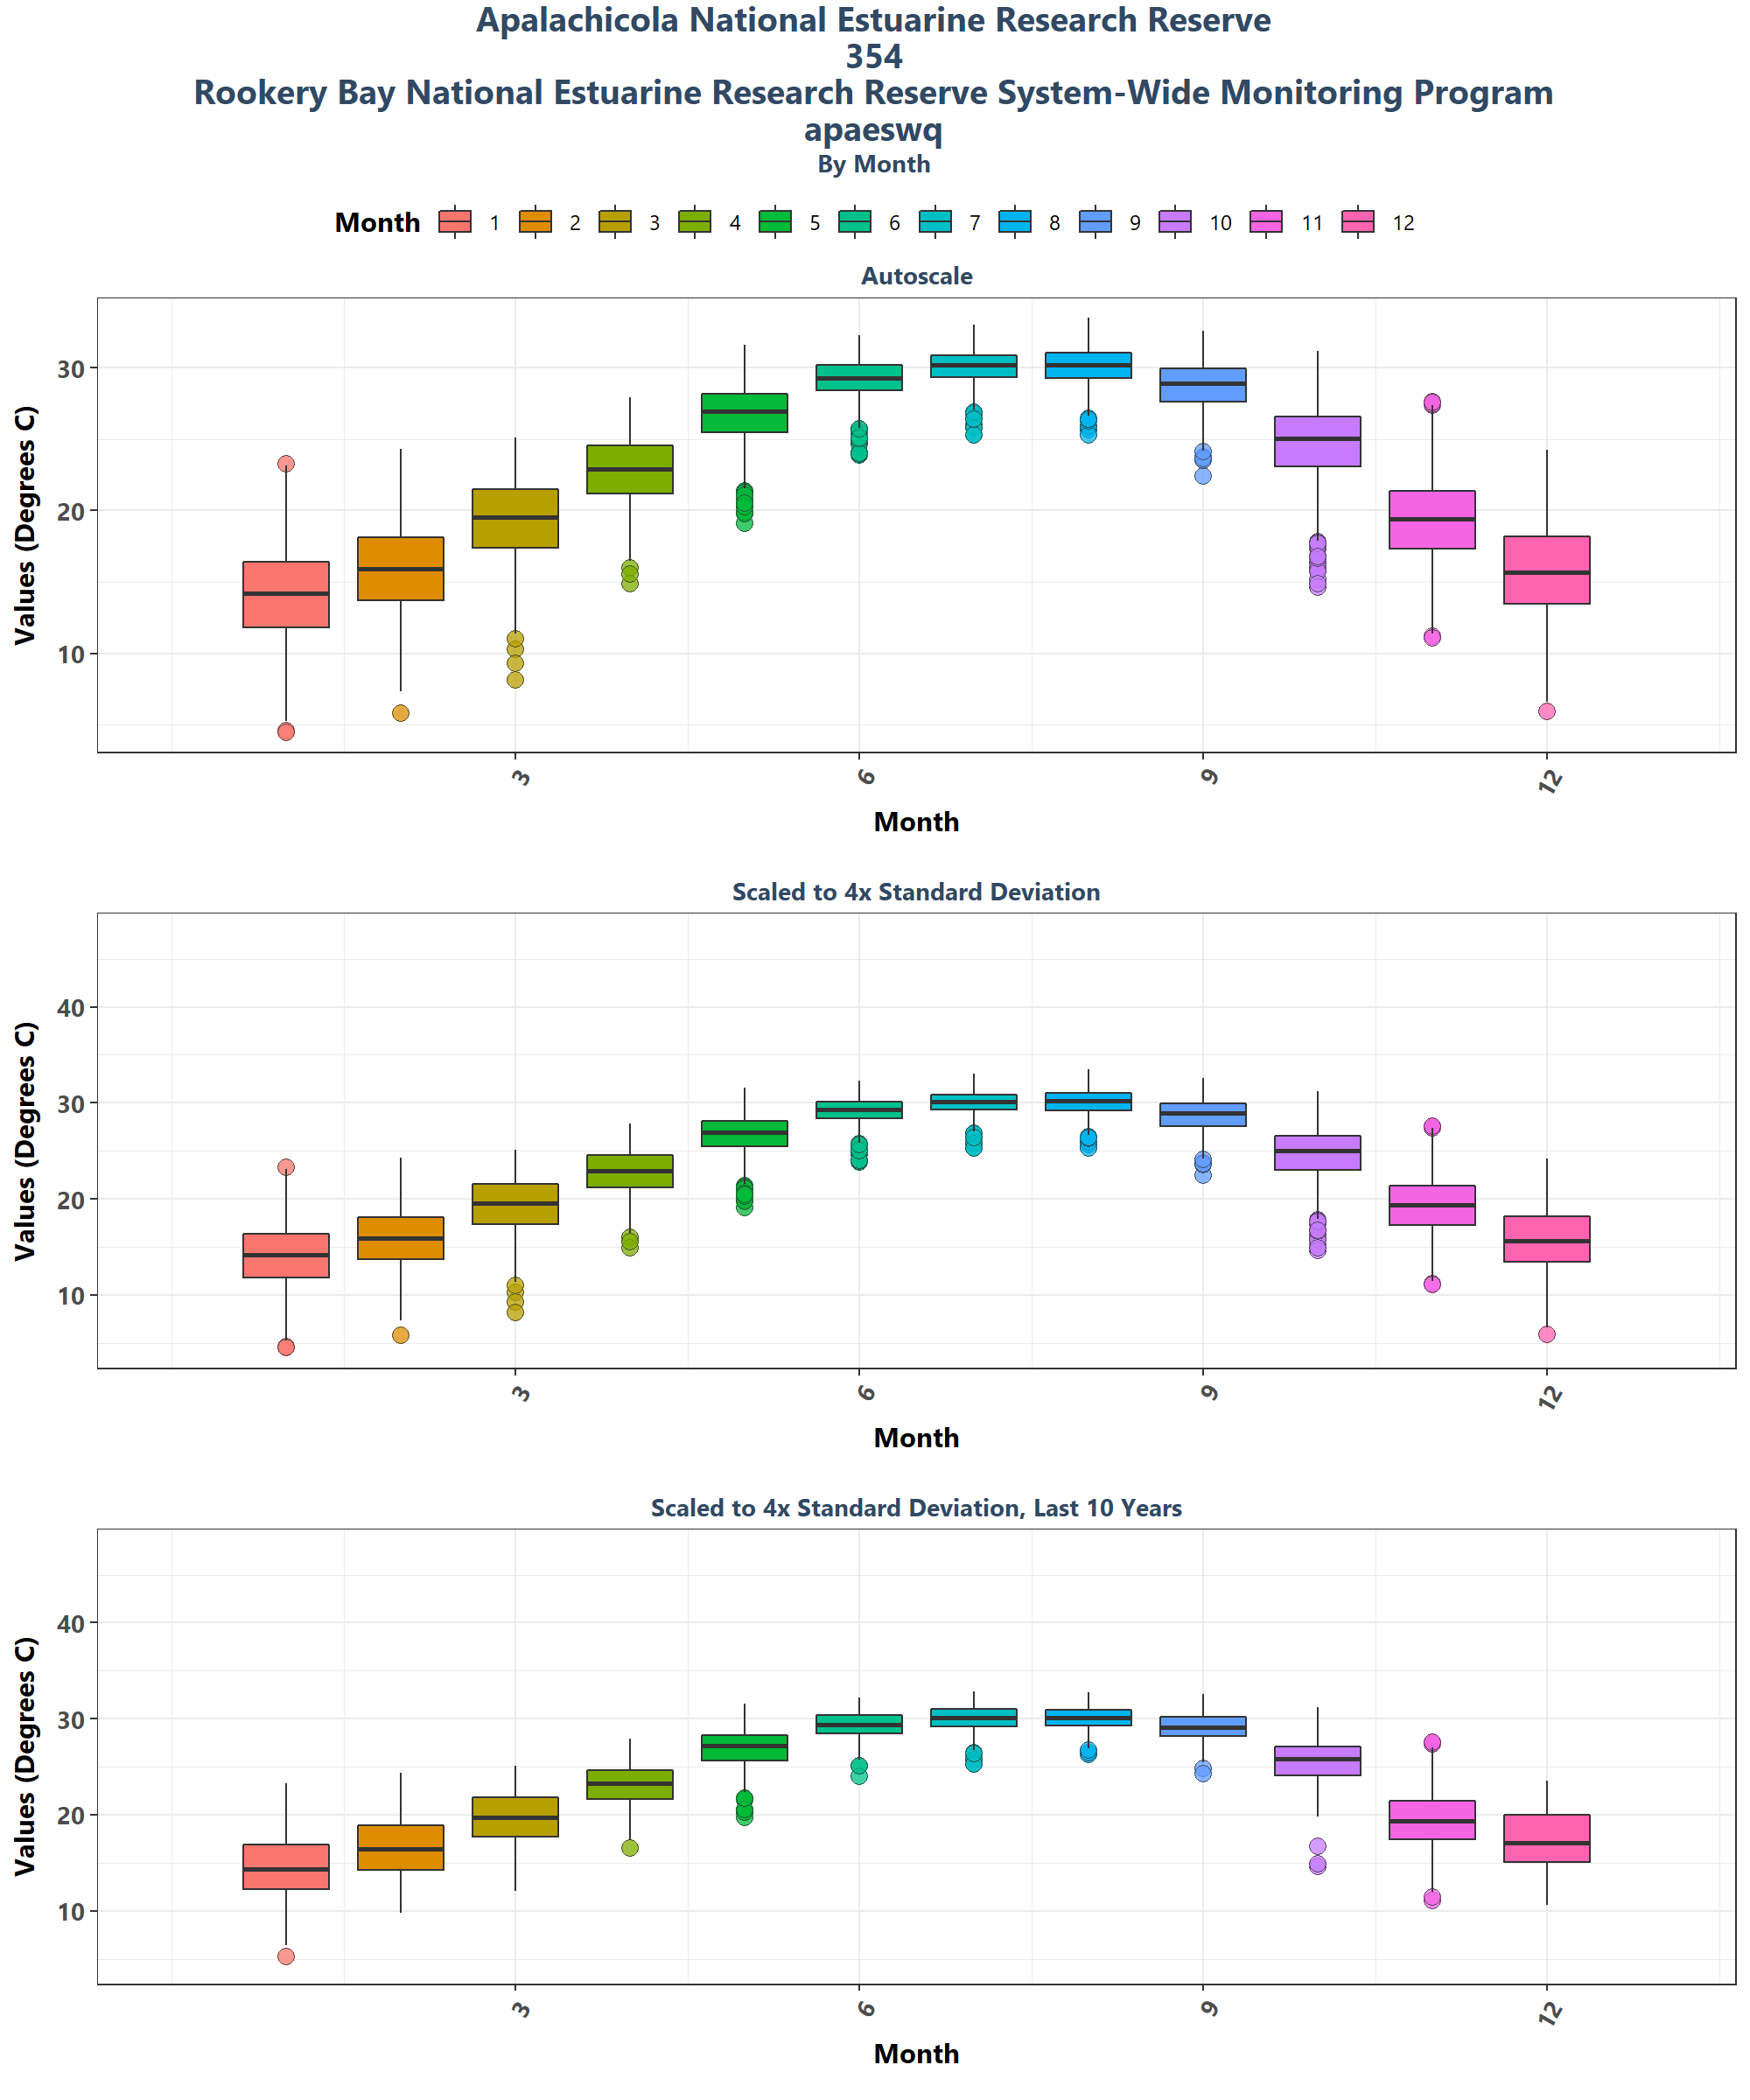 Apalachicola National Estuarine Research Reserve
354
Rookery Bay National Estuarine Research Reserve System-Wide Monitoring Program
apaeswq
By Month
Month 1 2 3 4 5 6 7 8 9 10 11 12
Autoscale
Values (Degrees C)
30
20
10
3 6 9 12
Month
Scaled to 4x Standard Deviation
Values (Degrees C)
40
30
20
10
3 6 9 12
Month
Scaled to 4x Standard Deviation, Last 10 Years
Values (Degrees C)
40
30
20
10
3 6 9 12
Month